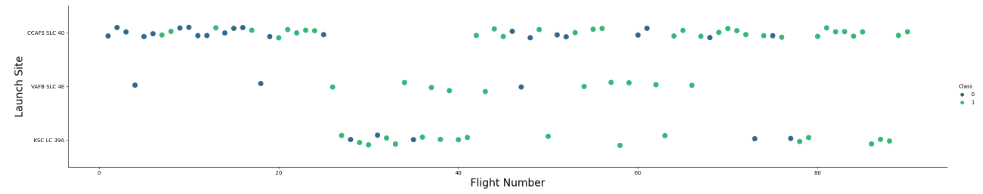 Launch Site
CCAFS SLC 40
VAFB SLC 4E
KSC LC 39A
0 20 40 60 80
Flight Number
Class
0
1